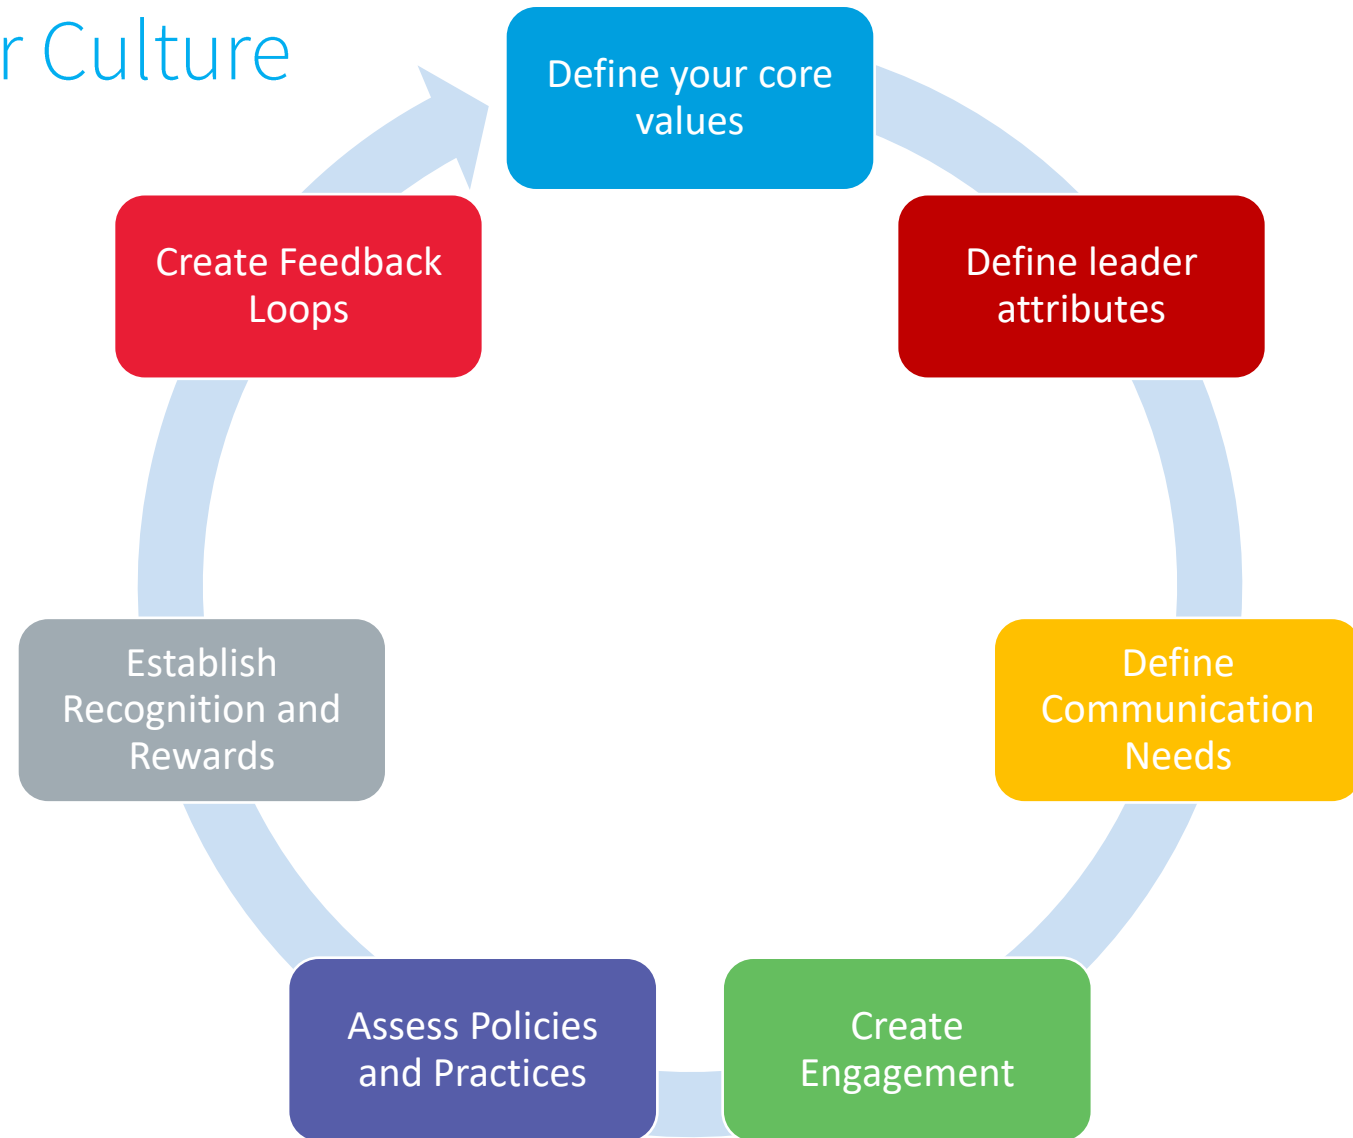 r Culture
Define your core
values
Define leader
attributes
Define
Communication
Needs
Create
Engagement
Assess Policies
and Practices
Establish
Recognition and
Rewards
Create Feedback
Loops